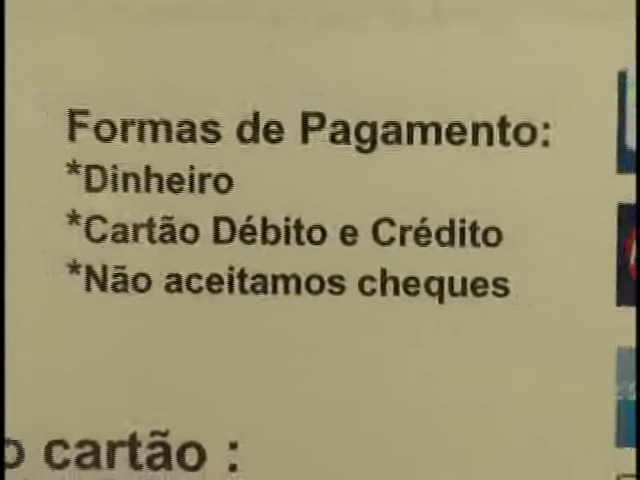 Formas de Pagamento:
*Dinheiro
*Cartão Débito e Crédito
*Não aceitamos cheques
cartão :